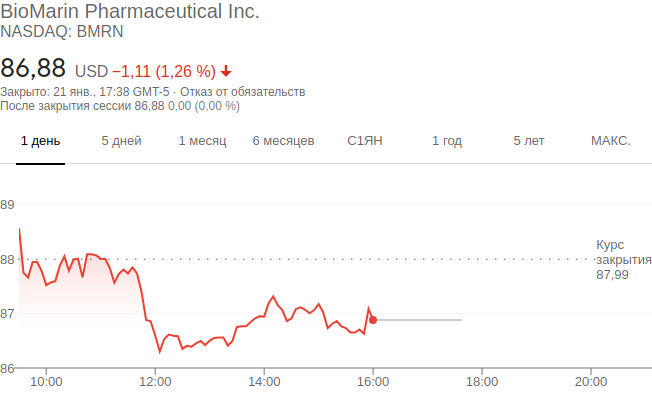 BioMarin Pharmaceutical Inc.
NASDAQ: BMRN
86,88 USD −1,11 (1,26 %)
Закрыто: 21 янв., 17:38 GMT-5 · Отказ от обязательств
После закрытия сессии 86,88 0,00 (0,00 %)
1 день 5 дней 1 месяц 6 месяцев С1ЯН 1 год 5 лет МАКС.
89
88
87
86
Курс
закрытия
87,99
10:00 12:00 14:00 16:00 18:00 20:00